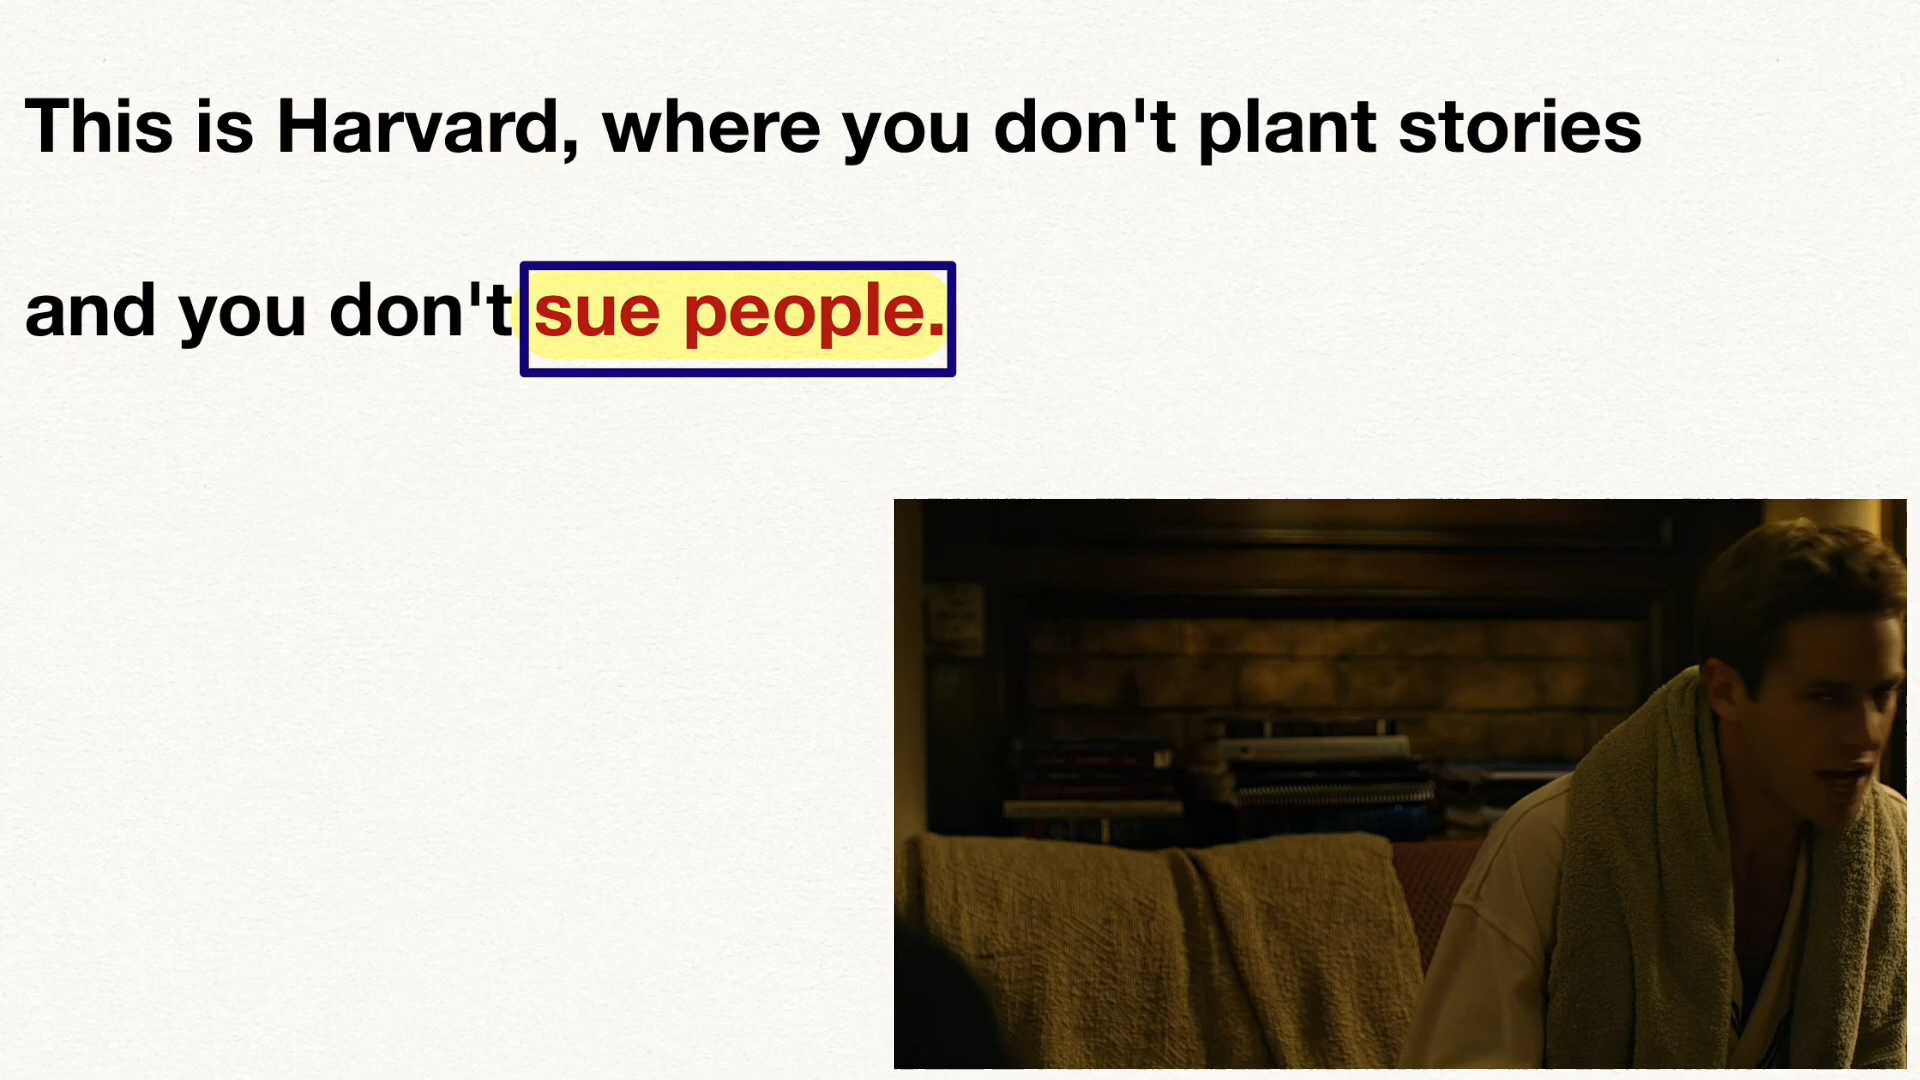 This is Harvard, where you don't plant stories
and you don't sue people.